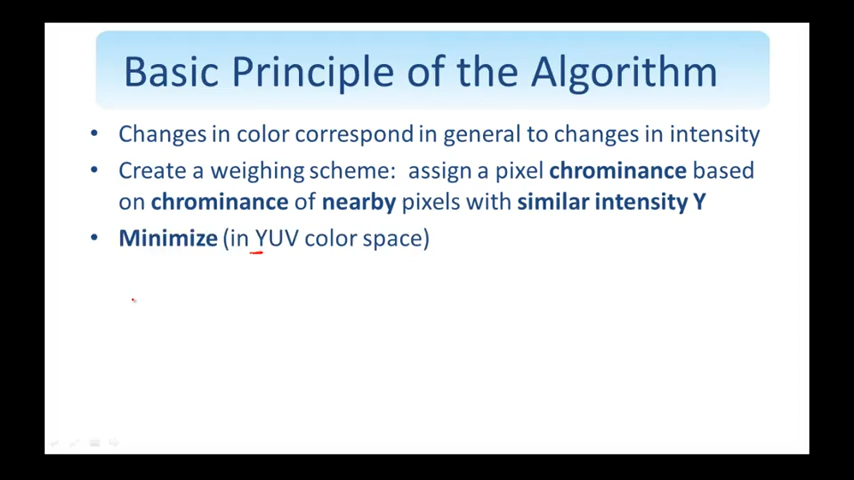 Basic Principle of the Algorithm
• Changes in color correspond in general to changes in intensity
• Create a weighing scheme: assign a pixel chrominance based
on chrominance of nearby pixels with similar intensity Y
• Minimize (in YUV color space)